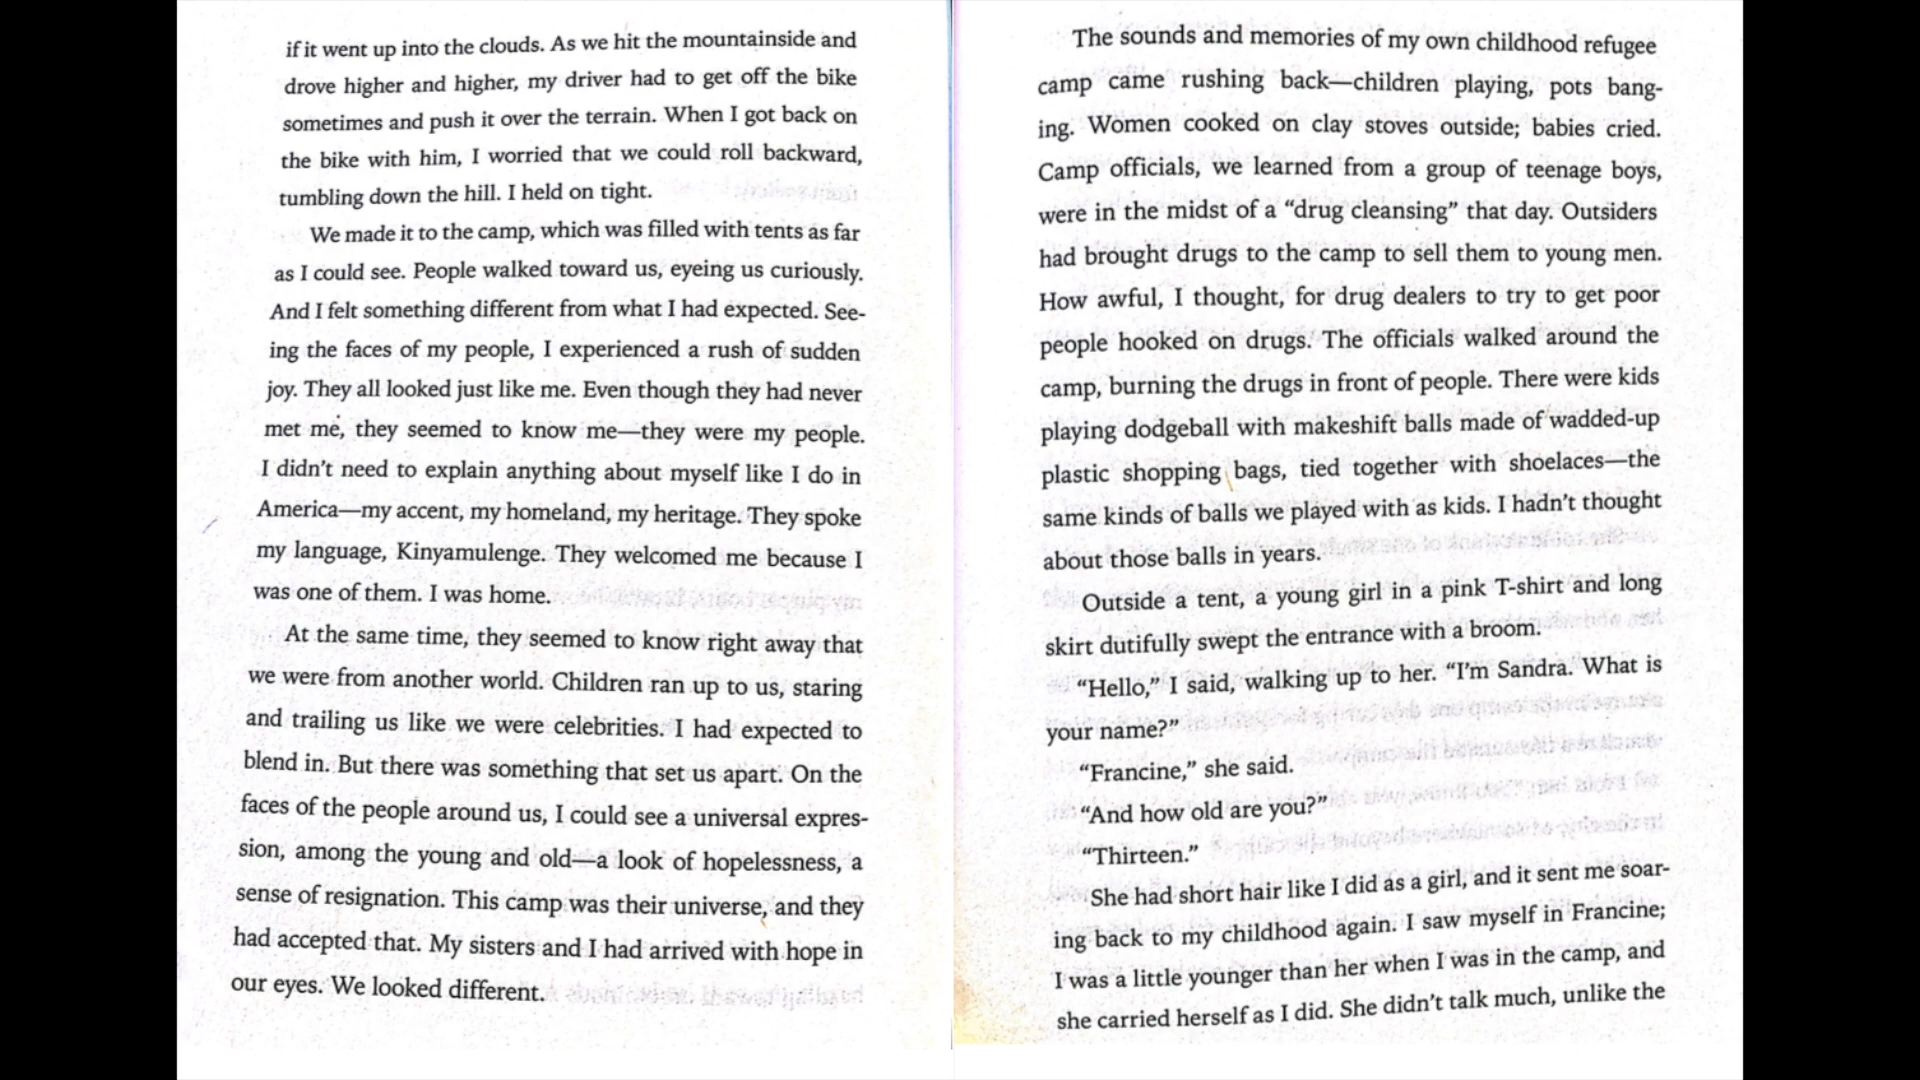 if it went up into the clouds. As we hit the mountainside and
drove higher and higher, my driver had to get off the bike
sometimes and push it over the terrain. When I got back on
the bike with him, I worried that we could roll backward,
tumbling down the hill. I held on tight.
We made it to the camp, which was filled with tents as far
as I could see. People walked toward us, eyeing us curiously.
And I felt something different from what I had expected. See-
ing the faces of my people, I experienced a rush of sudden
joy. They all looked just like me. Even though they had never
met me, they seemed to know me—they were my people.
I didn't need to explain anything about myself like I do in
America—my accent, my homeland, my heritage. They spoke
my language, Kinyamulenge. They welcomed me because I
was one of them. I was home.
At the same time, they seemed to know right away that
we were from another world. Children ran up to us, staring
and trailing us like we were celebrities. I had expected to
blend in. But there was something that set us apart. On the
faces of the people around us, I could see a universal expres-
sion, among the young and old—a look of hopelessness, a
sense of resignation. This camp was their universe, and they
had accepted that. My sisters and I had arrived with hope in
our eyes. We looked different.
The sounds and memories of my own childhood refugee
camp came rushing back—children playing, pots bang-
ing. Women cooked on clay stoves outside; babies cried.
Camp officials, we learned from a group of teenage boys,
were in the midst of a “drug cleansing” that day. Outsiders
had brought drugs to the camp to sell them to young men.
How awful, I thought, for drug dealers to try to get poor
people hooked on drugs. The officials walked around the
camp, burning the drugs in front of people. There were kids
playing dodgeball with makeshift balls made of wadded-up
plastic shopping bags, tied together with shoelaces—the
same kinds of balls we played with as kids. I hadn't thought
about those balls in years.
Outside a tent, a young girl in a pink T-shirt and long
skirt dutifully swept the entrance with a broom.
“Hello,” I said, walking up to her. “I'm Sandra. What is
your name?”
“Francine,” she said.
“And how old are you?”
“Thirteen.”
She had short hair like I did as a girl, and it sent me soar-
ing back to my childhood again. I saw myself in Francine;
I was a little younger than her when I was in the camp, and
she carried herself as I did. She didn't talk much, unlike the